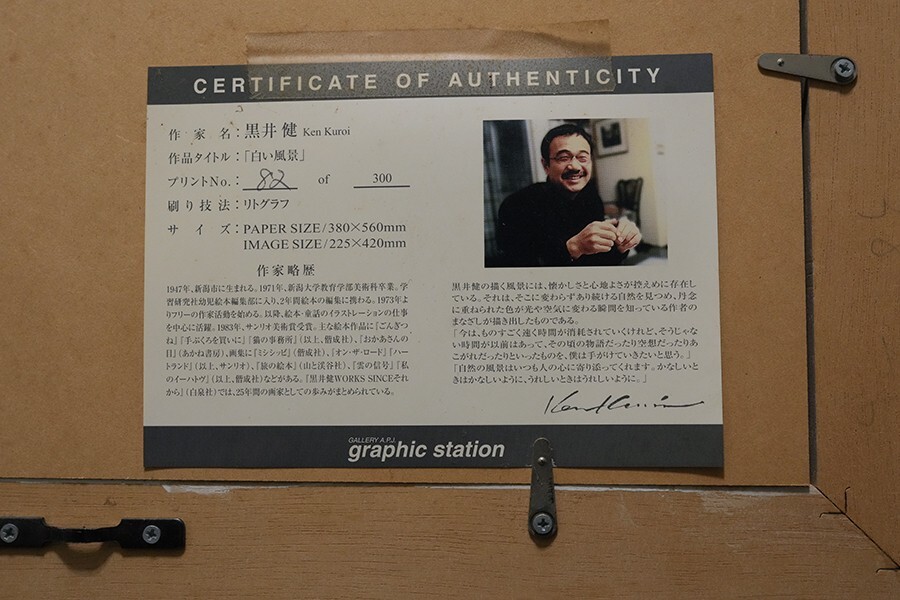 CERTIFICATE OF AUTHENTICITY
作家名：黒井 健 Ken Kuroi
作品タイトル：「白い風景」
プリントNo.：82 of 300
刷り技法：リトグラフ
サイズ：PAPER SIZE/380×560mm
IMAGE SIZE/225×420mm
作家略歴
1947年、新潟市に生まれる。1971年、新潟大学教育学部美術科卒業。学
習研究社幼児絵本編集部に入り、2年間絵本の編集に携わる。1973年よ
りフリーの作家活動を始める。以降、絵本・童話のイラストレーションの仕事
を中心に活躍。1983年、サンリオ美術賞受賞。主な絵本作品に「ごんぎつ
ね」「手ぶくろを買いに」「猫の事務所」（以上、偕成社）、「おかあさんの
目」（あかね書房）、画集に「ミシシッピ」（偕成社）、「オン・ザ・ロード」「ハー
トランド」（以上、サンリオ）、「旅の絵本」（山と渓谷社）、「雲の信号」「私
のイーハトヴ」（以上、偕成社）などがある。「黒井健WORKS SINCEそれ
から」（白泉社）では、25年間の画家としての歩みがまとめられている。
黒井健の描く風景には、懐かしさと心地よさが控えめに存在し
ている。それは、そこに変わらずあり続ける自然を見つめ、丹念
に重ねられた色が光や空気に変わる瞬間を知っている作者の
まなざしが描き出したものである。
「今は、ものすごく速く時間が消費されていくけれど、そうじゃな
い時間が以前はあって、その頃の物語だったり空想だったりあ
こがれだったりといったものを、僕は手がけていきたいと思う。」
「自然の風景はいつも人の心に寄り添ってくれます。かなしいと
きはかなしいように、うれしいときはうれしいように。」
Ken Kuroi
GALLERY A.P.J.
graphic station